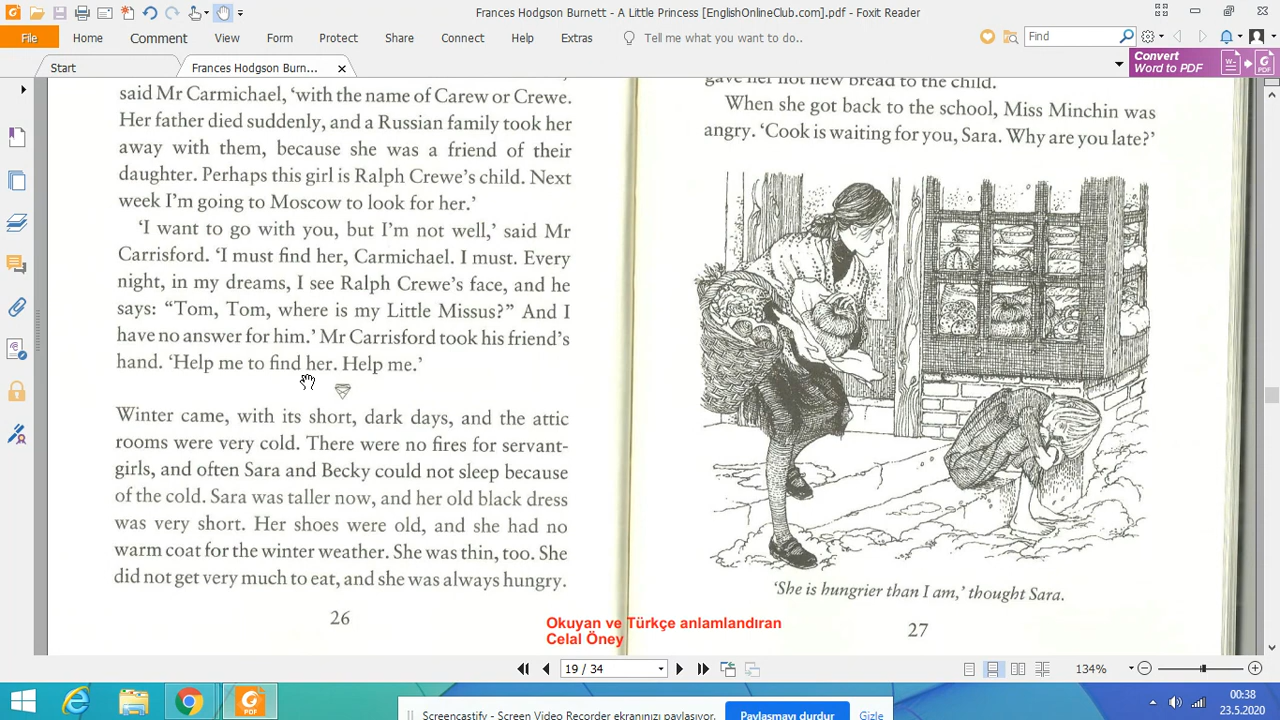 Frances Hodgson Burnett - A Little Princess [EnglishOnlineClub.com].pdf - Foxit Reader
File Home Comment View Form Protect Share Connect Help Extras Tell me what you want to do.. Find
Start Frances Hodgson Burn...
Convert
Word to PDF
said Mr Carmichael, ‘with the name of Carew or Crewe.
Her father died suddenly, and a Russian family took her
away with them, because she was a friend of their
daughter. Perhaps this girl is Ralph Crewe’s child. Next
week I’m going to Moscow to look for her.’
‘I want to go with you, but I’m not well,’ said Mr
Carrisford. ‘I must find her, Carmichael. I must. Every
night, in my dreams, I see Ralph Crewe’s face, and he
says: “Tom, Tom, where is my Little Missus?” And I
have no answer for him.’ Mr Carrisford took his friend’s
hand. ‘Help me to find her. Help me.’
Winter came, with its short, dark days, and the attic
rooms were very cold. There were no fires for servant-
girls, and often Sara and Becky could not sleep because
of the cold. Sara was taller now, and her old black dress
was very short. Her shoes were old, and she had no
warm coat for the winter weather. She was thin, too. She
did not get very much to eat, and she was always hungry.
26
gave her hot new bread to the child.
When she got back to the school, Miss Minchin was
angry. ‘Cook is waiting for you, Sara. Why are you late?’
‘She is hungrier than I am,’ thought Sara.
27
Okuyan ve Türkçe anlamlandıran
Celal Öney
19 / 34
134%
Screencastify - Screen Video Recorder ekranınızı paylaşıyor. Paylaşmayı durdur Gizle
00:38
23.5.2020